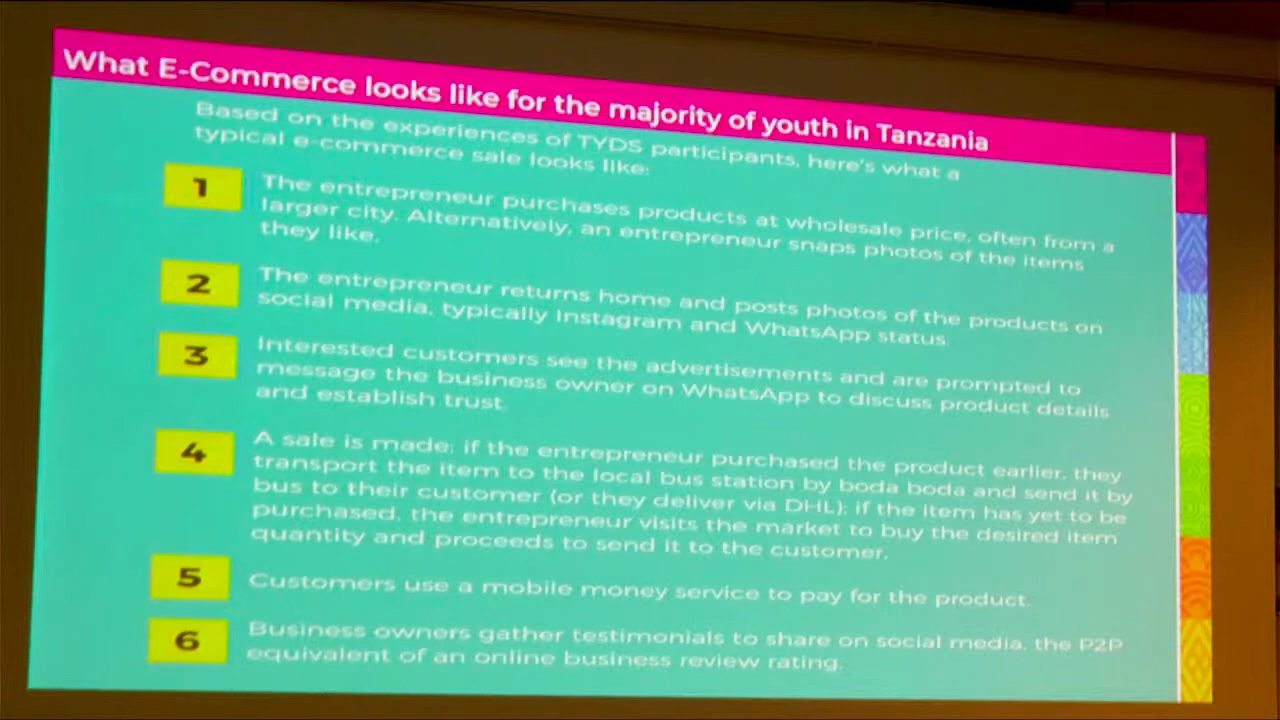 What E-Commerce looks like for the majority of youth in Tanzania
Based on the experiences of TYDS participants, here's what a
typical e-commerce sale looks like:
1
The entrepreneur purchases products at wholesale price, often from a
larger city. Alternatively, an entrepreneur snaps photos of the items
they like.
2
The entrepreneur returns home and posts photos of the products on
social media, typically Instagram and WhatsApp status.
3
Interested customers see the advertisements and are prompted to
message the business owner on WhatsApp to discuss product details
and establish trust.
4
A sale is made; if the entrepreneur purchased the product earlier, they
transport the item to the local bus station by boda boda and send it by
bus to their customer (or they deliver via DHL); if the item has yet to be
purchased, the entrepreneur visits the market to buy the desired item
quantity and proceeds to send it to the customer.
5
Customers use a mobile money service to pay for the product.
6
Business owners gather testimonials to share on social media, the P2P
equivalent of an online business review rating.